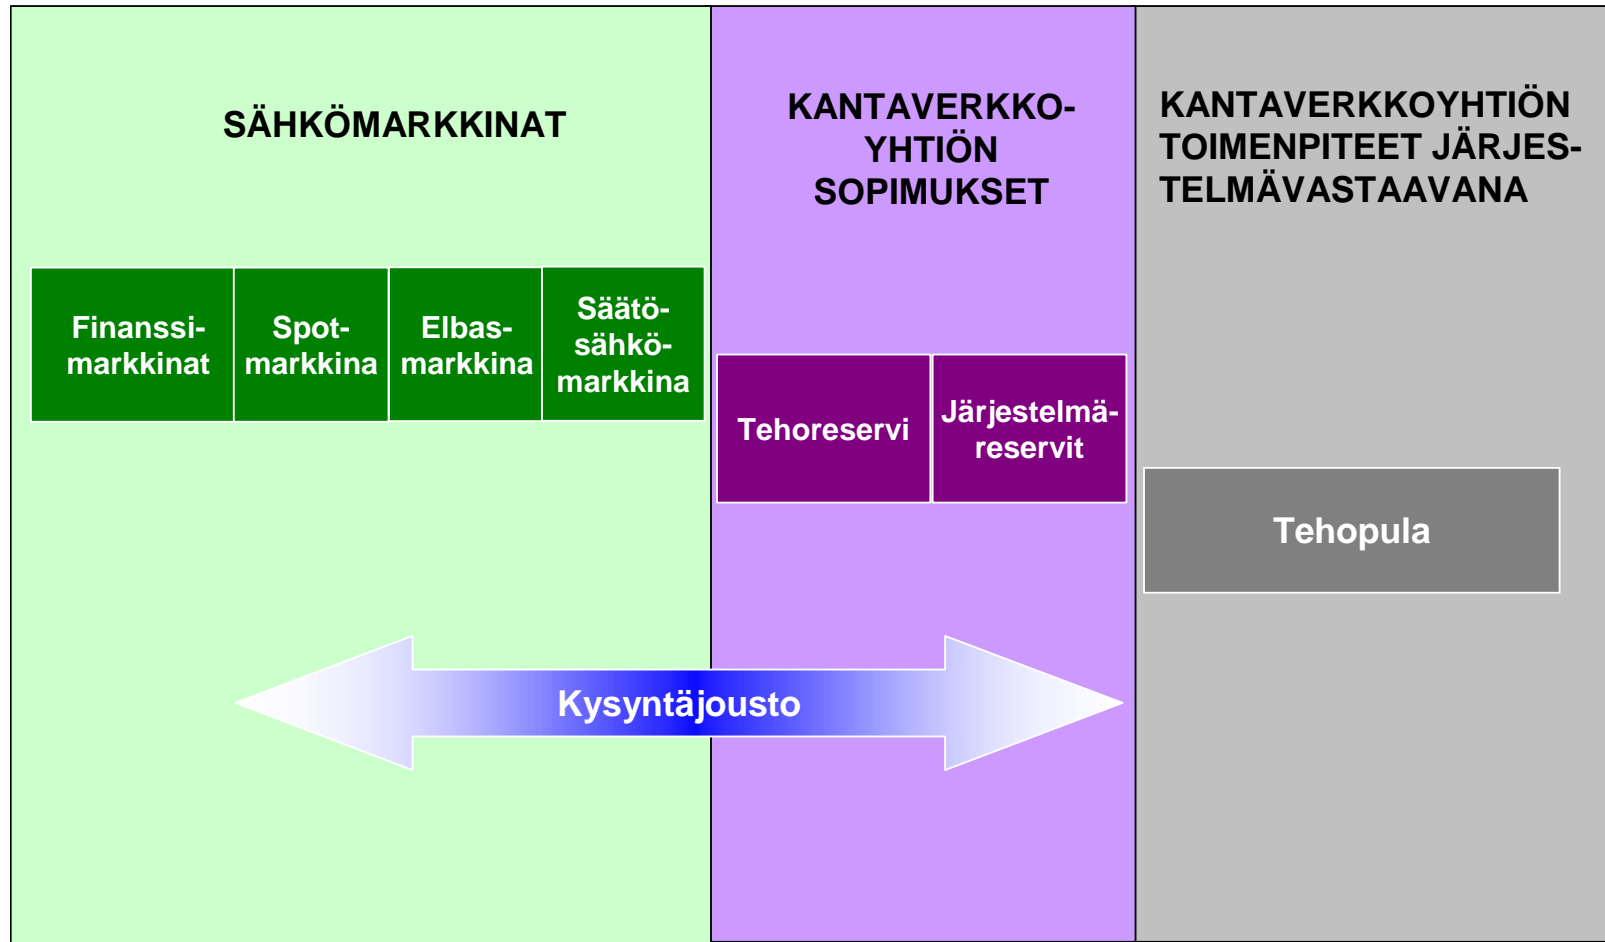 SÄHKÖMARKKINAT
KANTAVERKKO-
YHTIÖN
SOPIMUKSET
KANTAVERKKOYHTIÖN
TOIMENPITEET JÄRJES-
TELMÄVASTAAVANA
Finanssi-
markkinat
Spot-
markkina
Elbas-
markkina
Säätö-
sähkö-
markkina
Tehoreservi
Järjestelmä-
reservit
Tehopula
Kysyntäjousto